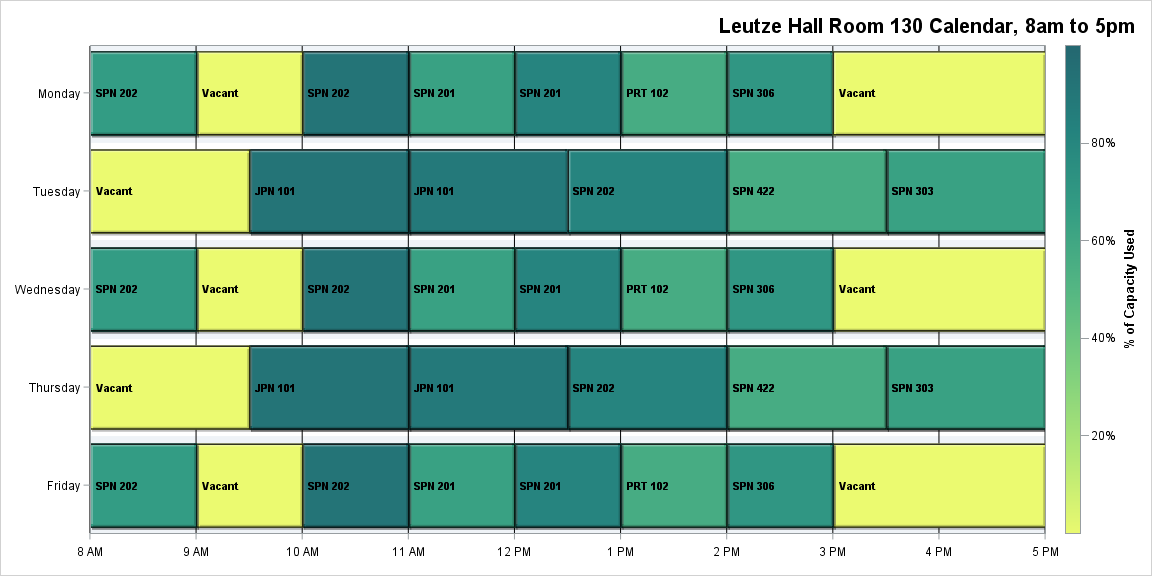 Leutze Hall Room 130 Calendar, 8am to 5pm
Monday
SPN 202
Vacant
SPN 202
SPN 201
SPN 201
PRT 102
SPN 306
Vacant
Tuesday
Vacant
JPN 101
JPN 101
SPN 202
SPN 422
SPN 303
Wednesday
SPN 202
Vacant
SPN 202
SPN 201
SPN 201
PRT 102
SPN 306
Vacant
Thursday
Vacant
JPN 101
JPN 101
SPN 202
SPN 422
SPN 303
Friday
SPN 202
Vacant
SPN 202
SPN 201
SPN 201
PRT 102
SPN 306
Vacant
8 AM
9 AM
10 AM
11 AM
12 PM
1 PM
2 PM
3 PM
4 PM
5 PM
80%
60%
40%
20%
% of Capacity Used